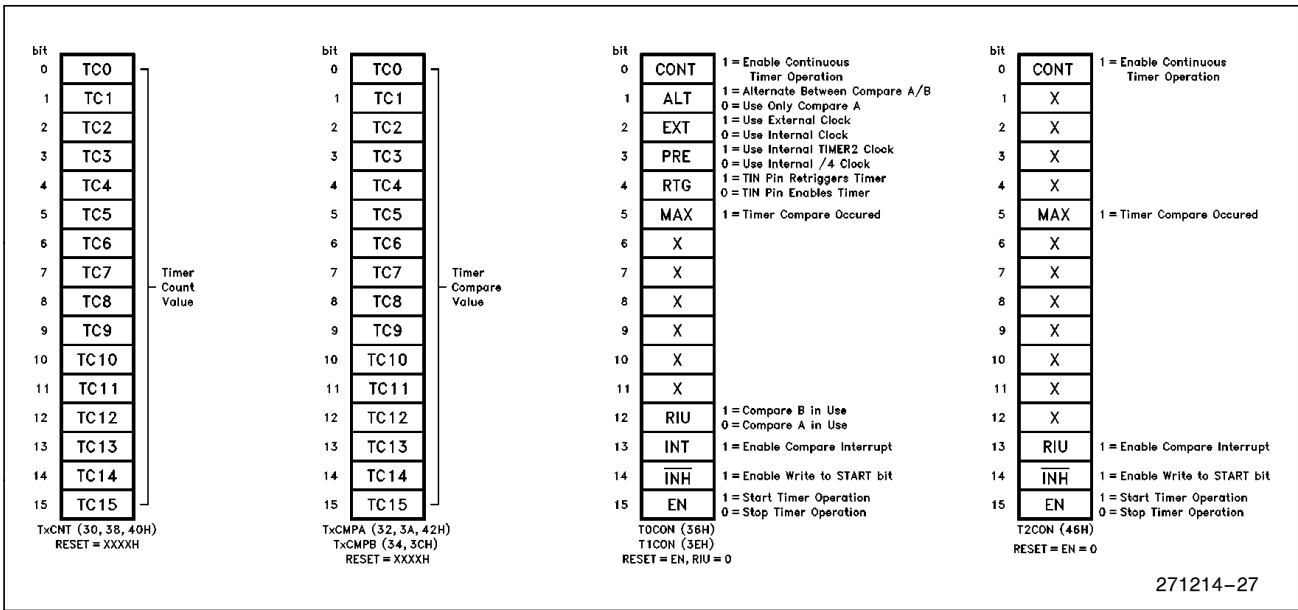 bit
0 TC0
1 TC1
2 TC2
3 TC3
4 TC4
5 TC5
6 TC6
7 TC7
8 TC8
9 TC9
10 TC10
11 TC11
12 TC12
13 TC13
14 TC14
15 TC15
Timer
Count
Value
TxCNT (30, 38, 40H)
RESET = XXXXH
bit
0 TC0
1 TC1
2 TC2
3 TC3
4 TC4
5 TC5
6 TC6
7 TC7
8 TC8
9 TC9
10 TC10
11 TC11
12 TC12
13 TC13
14 TC14
15 TC15
Timer
Compare
Value
TxCMPA (32, 3A, 42H)
TxCMPB (34, 3CH)
RESET = XXXXH
bit
0 CONT 1 = Enable Continuous
Timer Operation
1 ALT 1 = Alternate Between Compare A/B
0 = Use Only Compare A
2 EXT 1 = Use External Clock
0 = Use Internal Clock
3 PRE 1 = Use Internal TIMER2 Clock
0 = Use Internal /4 Clock
4 RTG 1 = TIN Pin Retriggers Timer
0 = TIN Pin Enables Timer
5 MAX 1 = Timer Compare Occured
6 X
7 X
8 X
9 X
10 X
11 X
12 RIU 1 = Compare B in Use
0 = Compare A in Use
13 INT 1 = Enable Compare Interrupt
14 I̅N̅H̅ 1 = Enable Write to START bit
15 EN 1 = Start Timer Operation
0 = Stop Timer Operation
T0CON (36H)
T1CON (3EH)
RESET = EN, RIU = 0
bit
0 CONT 1 = Enable Continuous
Timer Operation
1 X
2 X
3 X
4 X
5 MAX 1 = Timer Compare Occured
6 X
7 X
8 X
9 X
10 X
11 X
12 X
13 RIU 1 = Enable Compare Interrupt
14 I̅N̅H̅ 1 = Enable Write to START bit
15 EN 1 = Start Timer Operation
0 = Stop Timer Operation
T2CON (46H)
RESET = EN = 0
271214–27